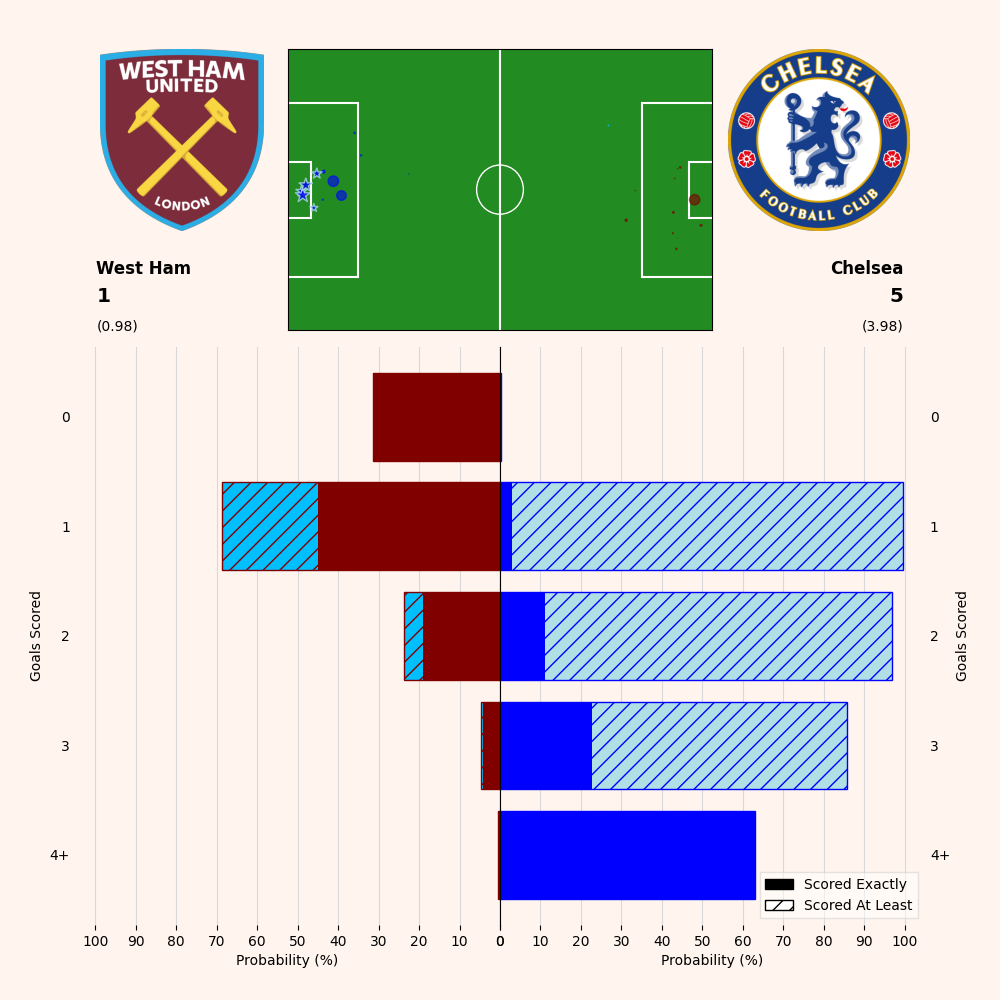 WEST HAM
UNITED
LONDON
CHELSEA
FOOTBALL CLUB
West Ham
1
(0.98)
Chelsea
5
(3.98)
0
1
2
3
4+
Goals Scored
0
1
2
3
4+
Goals Scored
Scored Exactly
Scored At Least
100 90 80 70 60 50 40 30 20 10 0
0 10 20 30 40 50 60 70 80 90 100
Probability (%)
Probability (%)